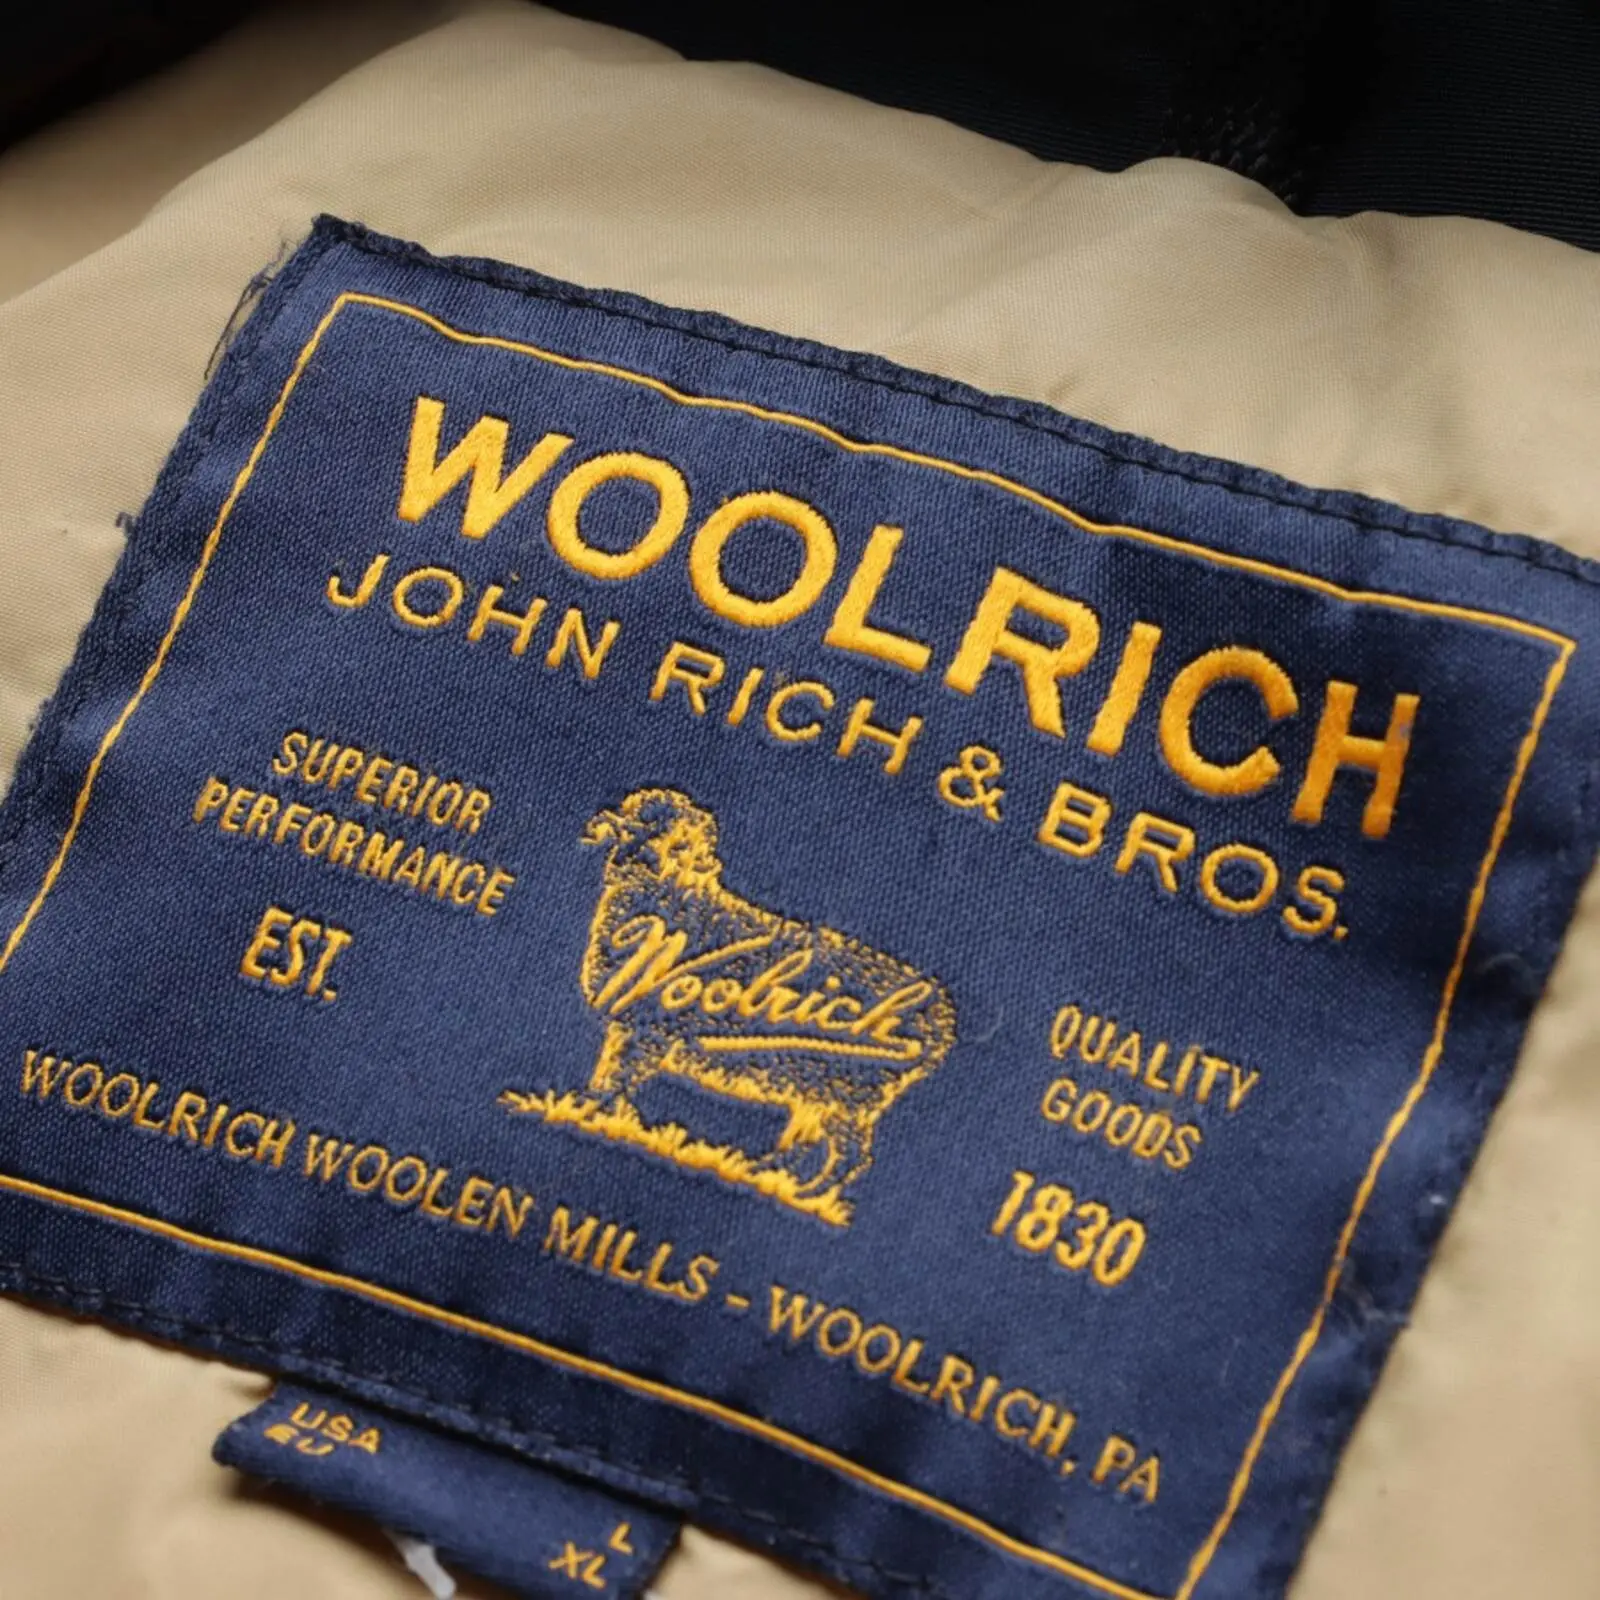 WOOLRICH
JOHN RICH & BROS.
SUPERIOR
PERFORMANCE
EST.
Woolrich
QUALITY
GOODS
1830
WOOLRICH WOOLEN MILLS - WOOLRICH, PA
USA L
EU XL